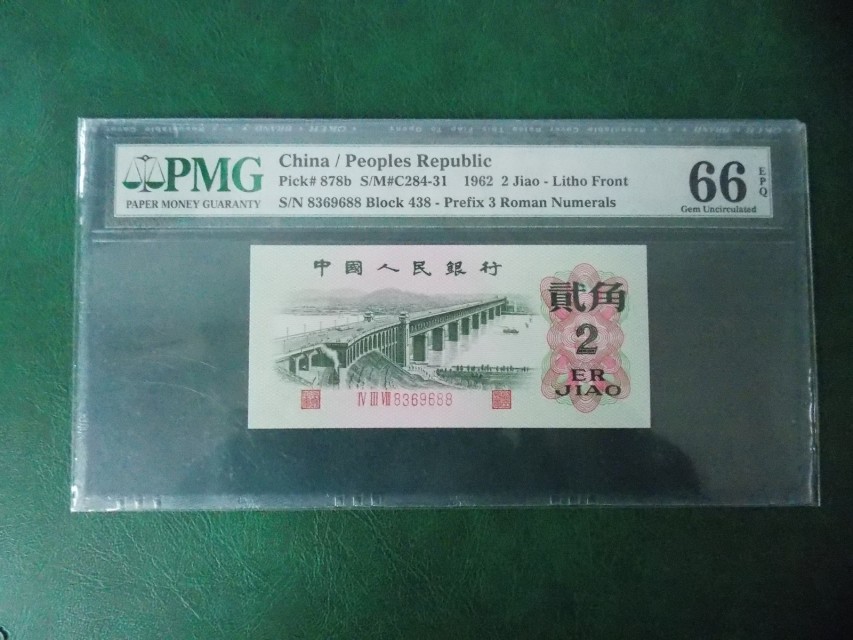 PMG
PAPER MONEY GUARANTY
China / Peoples Republic
Pick# 878b S/M#C284-31 1962 2 Jiao - Litho Front
S/N 8369688 Block 438 - Prefix 3 Roman Numerals
66 EPQ
Gem Uncirculated
中國人民銀行
貳角
2
ER
JIAO
IV III VIII 8369688